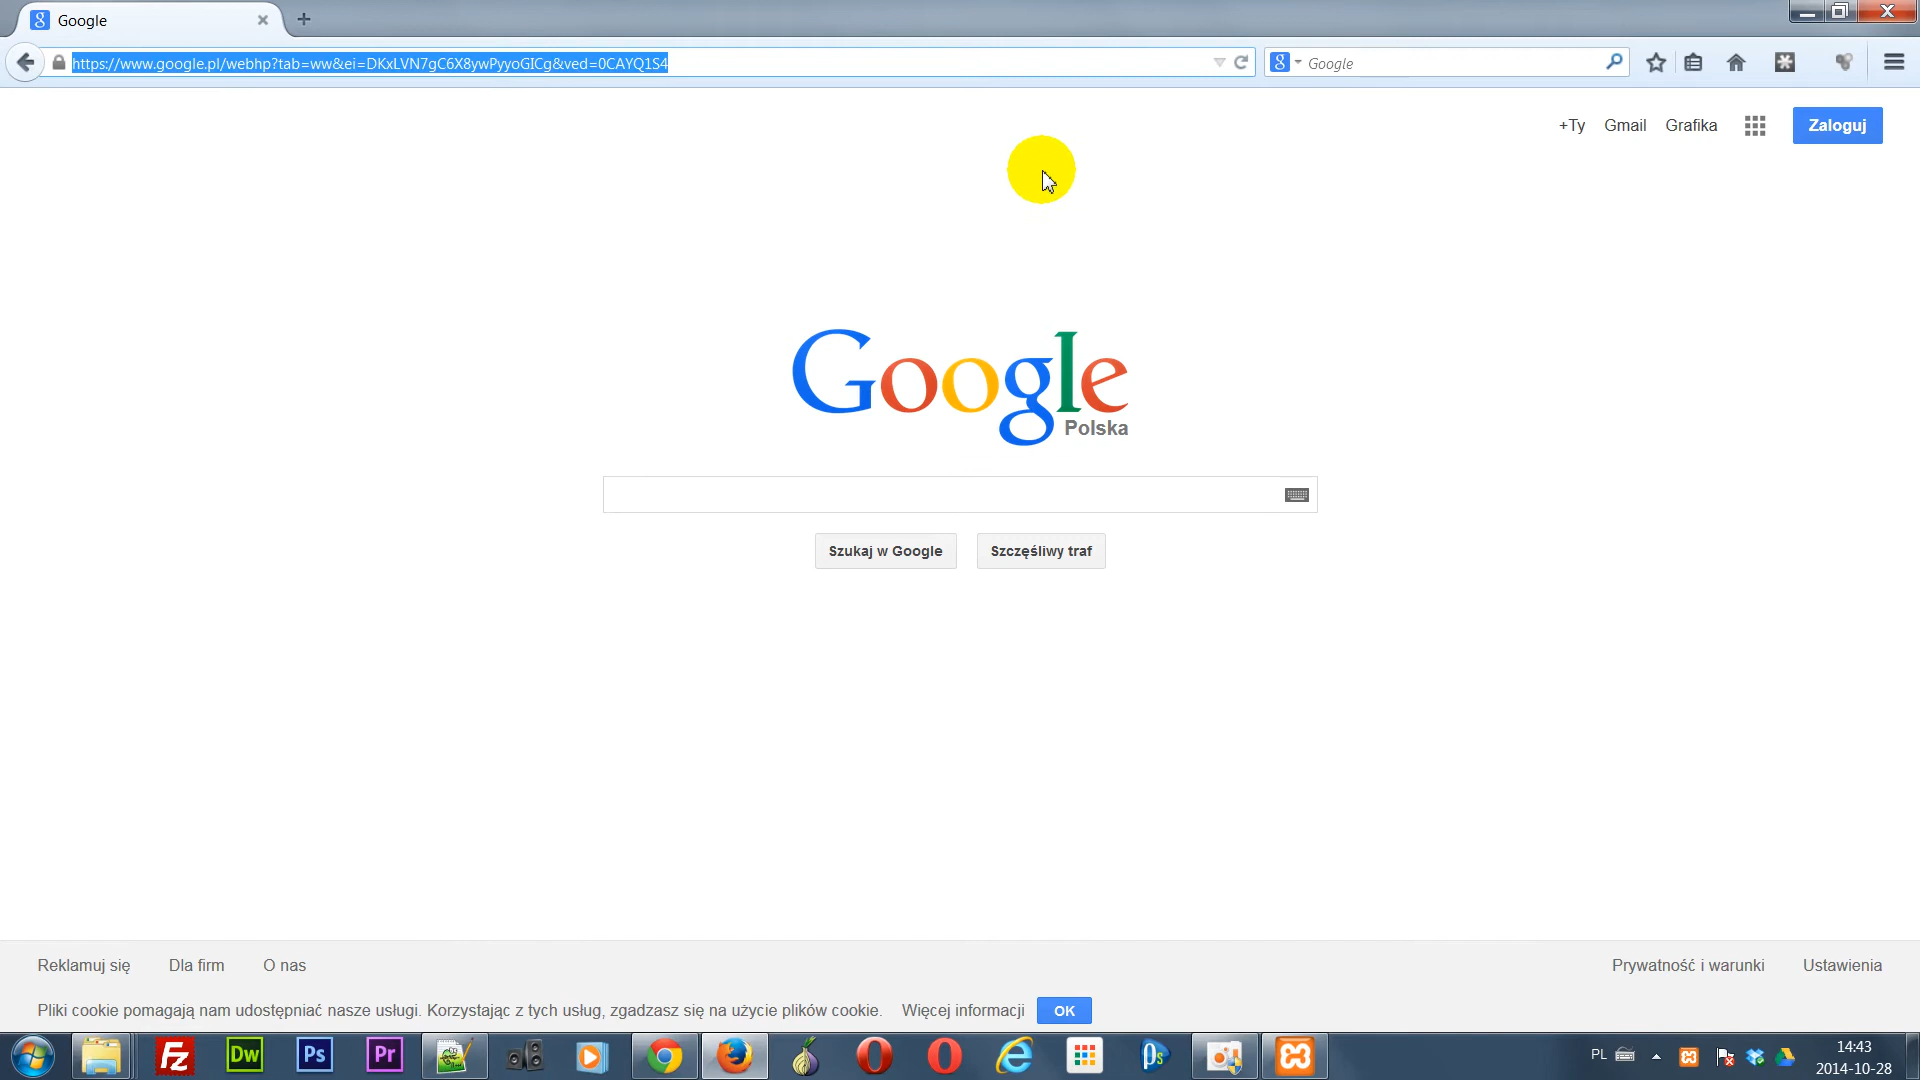 Google
https://www.google.pl/webhp?tab=ww&ei=DKxLVN7gC6X8ywPyyoGICg&ved=0CAYQ1S4
Google
+Ty Gmail Grafika Zaloguj
Google
Polska
Szukaj w Google Szczęśliwy traf
Reklamuj się Dla firm O nas Prywatność i warunki Ustawienia
Pliki cookie pomagają nam udostępniać nasze usługi. Korzystając z tych usług, zgadzasz się na użycie plików cookie. Więcej informacji OK
Fz Dw Ps Pr Ps PL 14:43
2014-10-28